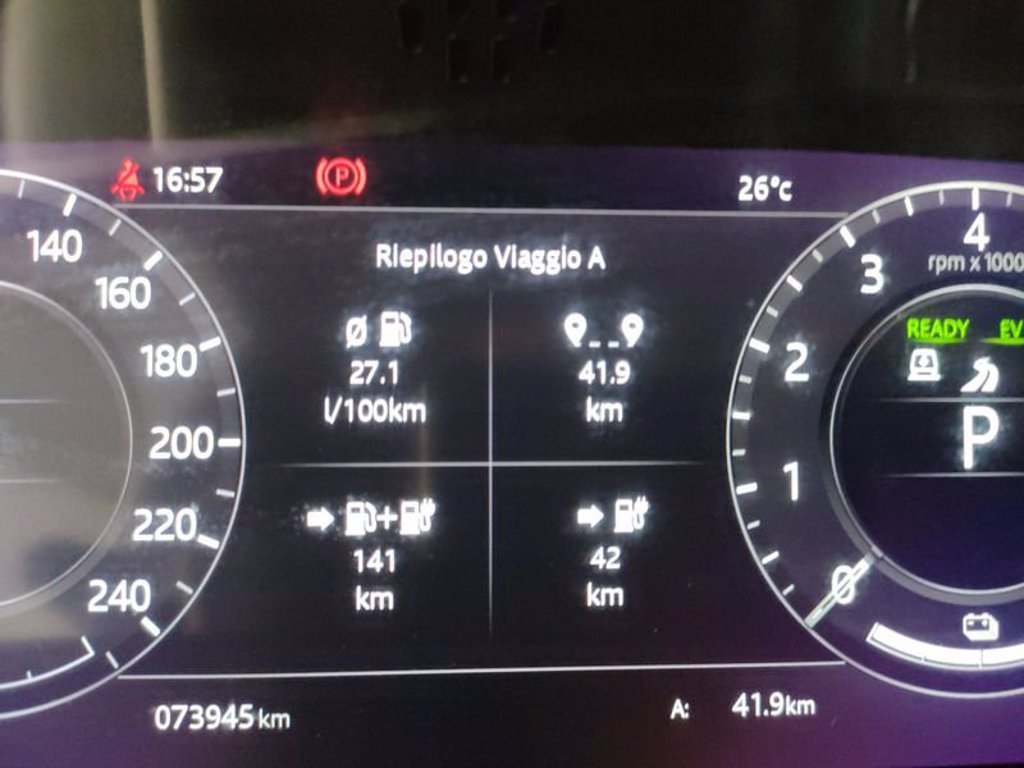 16:57
26°c
Riepilogo Viaggio A
27.1
l/100km
41.9
km
141
km
42
km
073945 km
A: 41.9km
140
160
180
200
220
240
4
rpm x 1000
3
2
1
0
READY EV
P
P